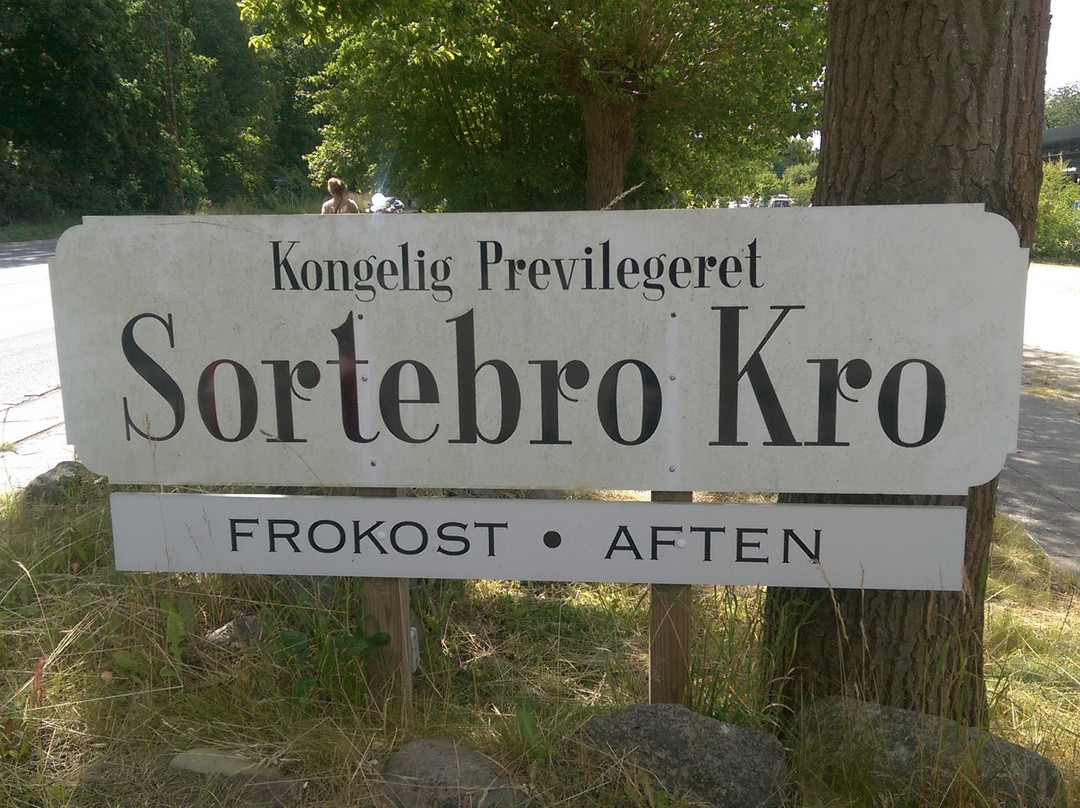 Kongelig Previlegeret
Sortebro Kro
FROKOST • AFTEN